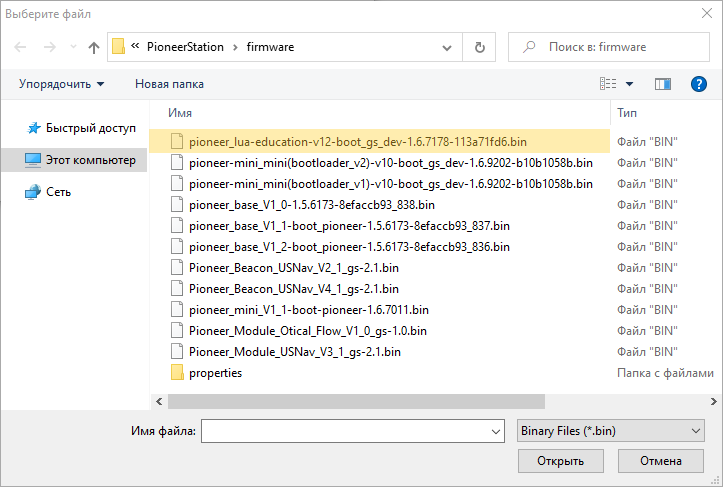 Выберите файл
« PioneerStation › firmware
Поиск в: firmware
Упорядочить Новая папка
Быстрый доступ
Этот компьютер
Сеть
Имя Тип
pioneer_lua-education-v12-boot_gs_dev-1.6.7178-113a71fd6.bin Файл "BIN"
pioneer-mini_mini(bootloader_v2)-v10-boot_gs_dev-1.6.9202-b10b1058b.bin Файл "BIN"
pioneer-mini_mini(bootloader_v1)-v10-boot_gs_dev-1.6.9202-b10b1058b.bin Файл "BIN"
pioneer_base_V1_0-1.5.6173-8efaccb93_838.bin Файл "BIN"
pioneer_base_V1_1-boot_pioneer-1.5.6173-8efaccb93_837.bin Файл "BIN"
pioneer_base_V1_2-boot_pioneer-1.5.6173-8efaccb93_836.bin Файл "BIN"
Pioneer_Beacon_USNav_V2_1_gs-2.1.bin Файл "BIN"
Pioneer_Beacon_USNav_V4_1_gs-2.1.bin Файл "BIN"
pioneer_mini_V1_1-boot-pioneer-1.6.7011.bin Файл "BIN"
Pioneer_Module_Otical_Flow_V1_0_gs-1.0.bin Файл "BIN"
Pioneer_Module_USNav_V3_1_gs-2.1.bin Файл "BIN"
properties Папка с файлами
Имя файла: Binary Files (*.bin)
Открыть Отмена